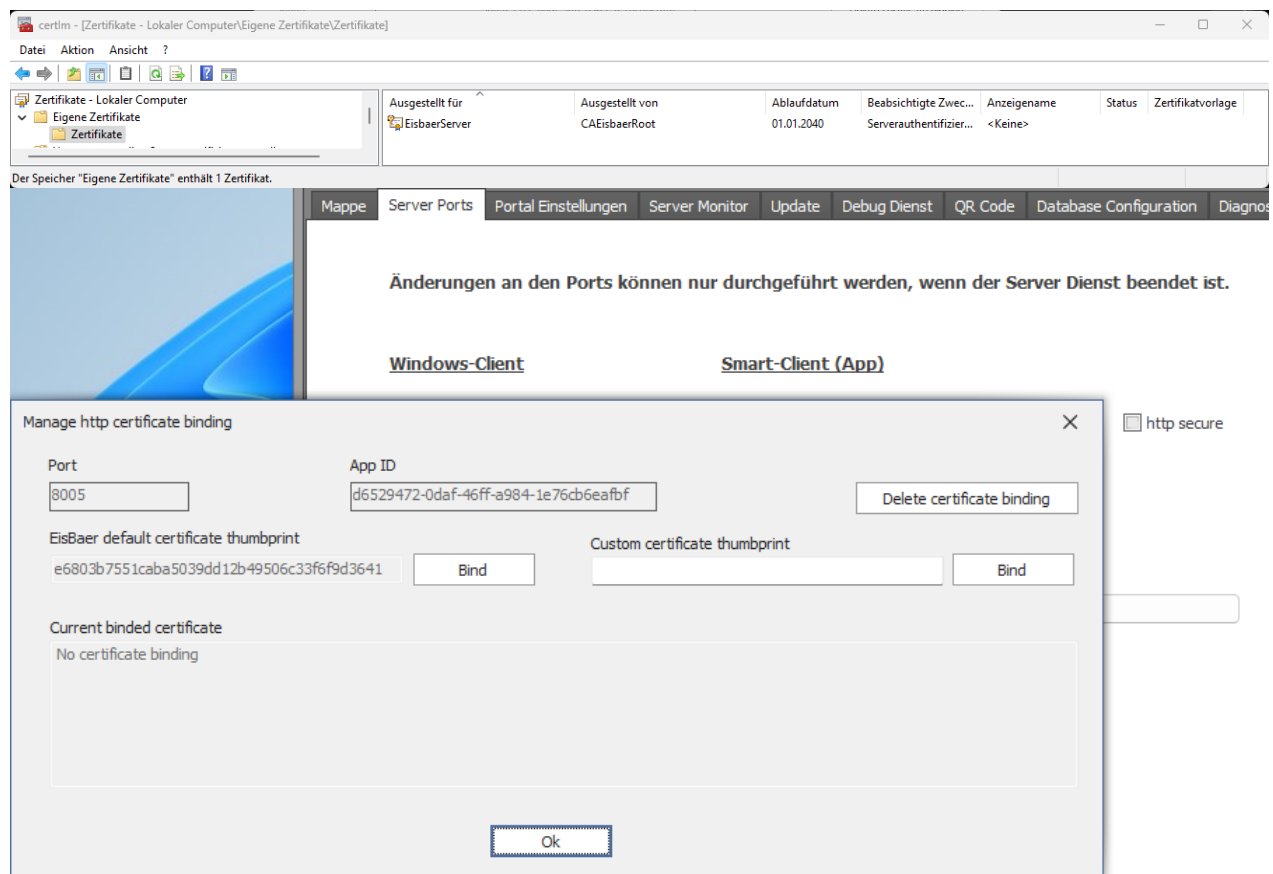 certlm - [Zertifikate - Lokaler Computer\Eigene Zertifikate\Zertifikate]
Datei Aktion Ansicht ?
Zertifikate - Lokaler Computer
Eigene Zertifikate
Zertifikate
Ausgestellt für Ausgestellt von Ablaufdatum Beabsichtigte Zwec... Anzeigename Status Zertifikatvorlage
EisbaerServer CAEisbaerRoot 01.01.2040 Serverauthentifizier... <Keine>
Der Speicher "Eigene Zertifikate" enthält 1 Zertifikat.
Mappe Server Ports Portal Einstellungen Server Monitor Update Debug Dienst QR Code Database Configuration Diagnos
Änderungen an den Ports können nur durchgeführt werden, wenn der Server Dienst beendet ist.
Windows-Client Smart-Client (App)
Manage http certificate binding
http secure
Port App ID
8005 d6529472-0daf-46ff-a984-1e76cb6eafbf Delete certificate binding
EisBaer default certificate thumbprint Custom certificate thumbprint
e6803b7551caba5039dd12b49506c33f6f9d3641 Bind Bind
Current binded certificate
No certificate binding
Ok